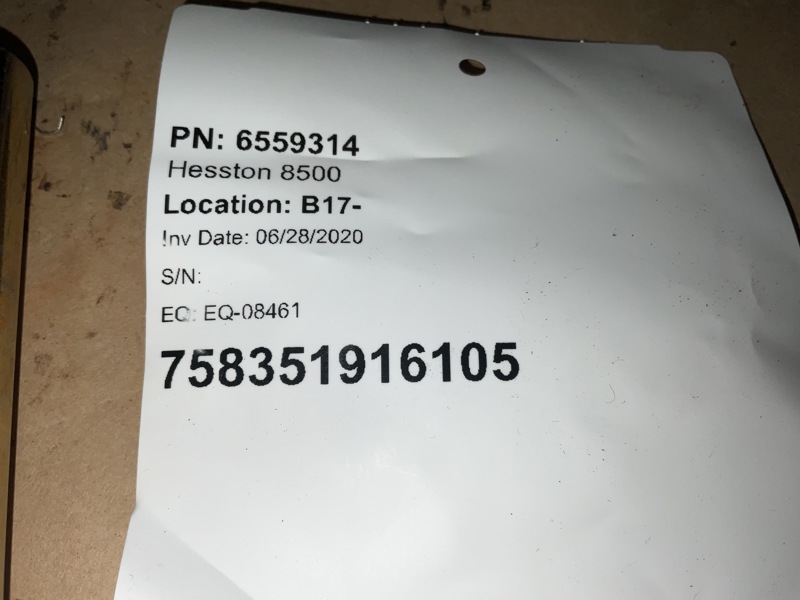 PN: 6559314
Hesston 8500
Location: B17-
Inv Date: 06/28/2020
S/N:
EQ: EQ-08461
758351916105